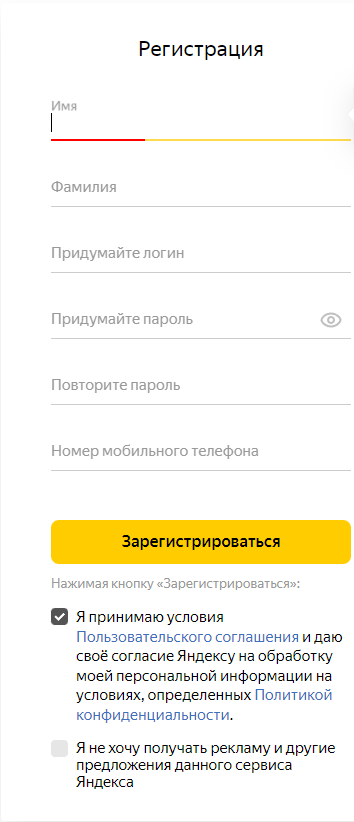 Регистрация
Имя
Фамилия
Придумайте логин
Придумайте пароль
Повторите пароль
Номер мобильного телефона
Зарегистрироваться
Нажимая кнопку «Зарегистрироваться»:
Я принимаю условия
Пользовательского соглашения и даю
своё согласие Яндексу на обработку
моей персональной информации на
условиях, определенных Политикой
конфиденциальности.
Я не хочу получать рекламу и другие
предложения данного сервиса
Яндекса